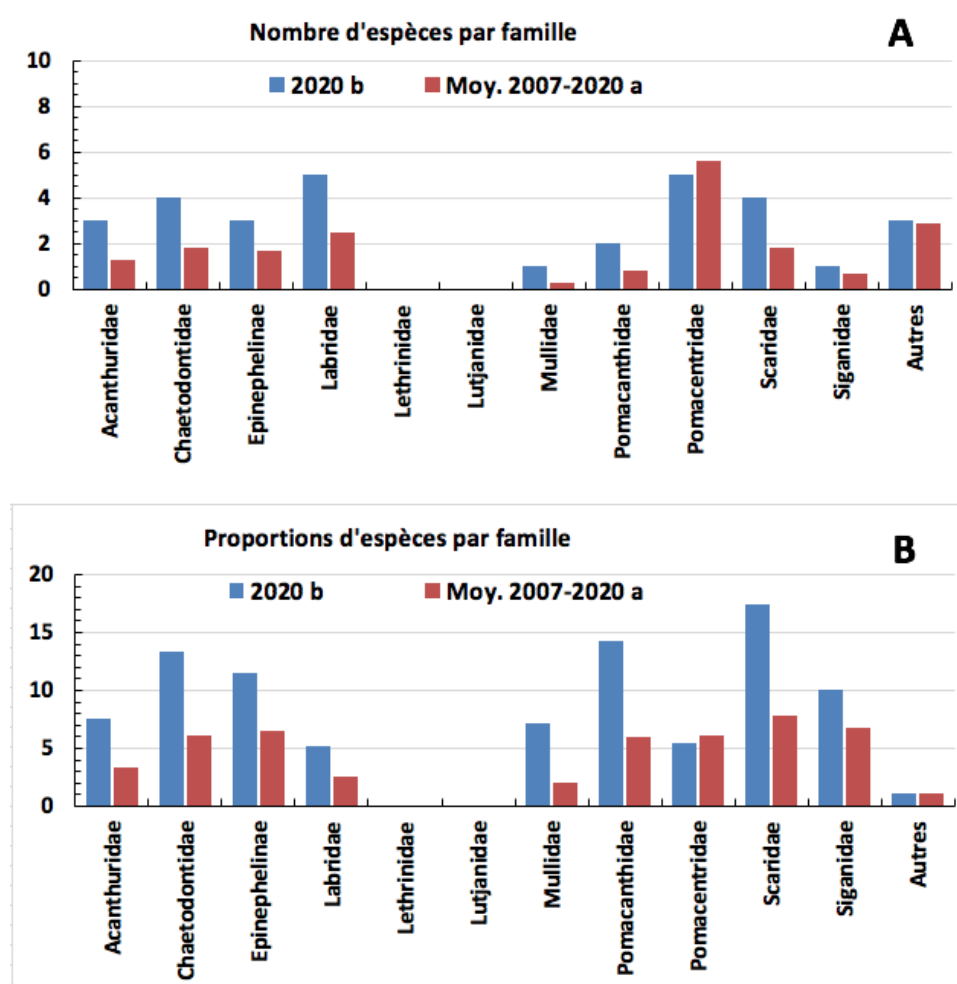 Nombre d'espèces par famille
A
2020 b
Moy. 2007-2020 a
10
8
6
4
2
0
Acanthuridae
Chaetodontidae
Epinephelinae
Labridae
Lethrinidae
Lutjanidae
Mullidae
Pomacanthidae
Pomacentridae
Scaridae
Siganidae
Autres
Proportions d'espèces par famille
B
2020 b
Moy. 2007-2020 a
20
15
10
5
0
Acanthuridae
Chaetodontidae
Epinephelinae
Labridae
Lethrinidae
Lutjanidae
Mullidae
Pomacanthidae
Pomacentridae
Scaridae
Siganidae
Autres